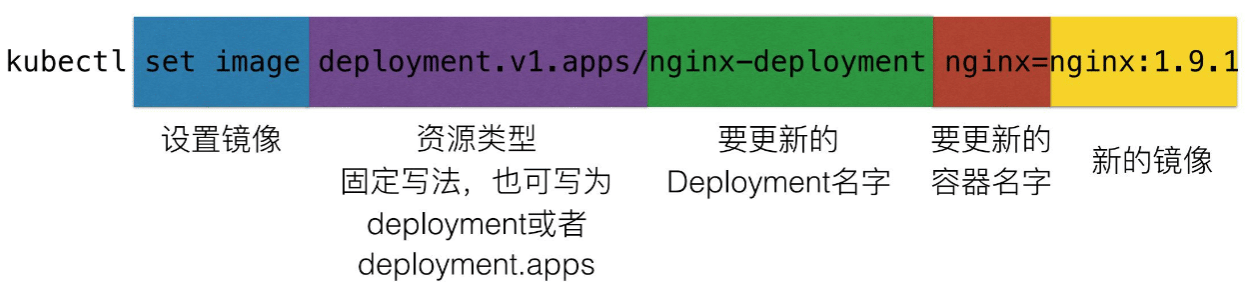 kubectl set image deployment.v1.apps/nginx-deployment nginx=nginx:1.9.1
设置镜像
资源类型
固定写法，也可写为
deployment或者
deployment.apps
要更新的
Deployment名字
要更新的
容器名字
新的镜像